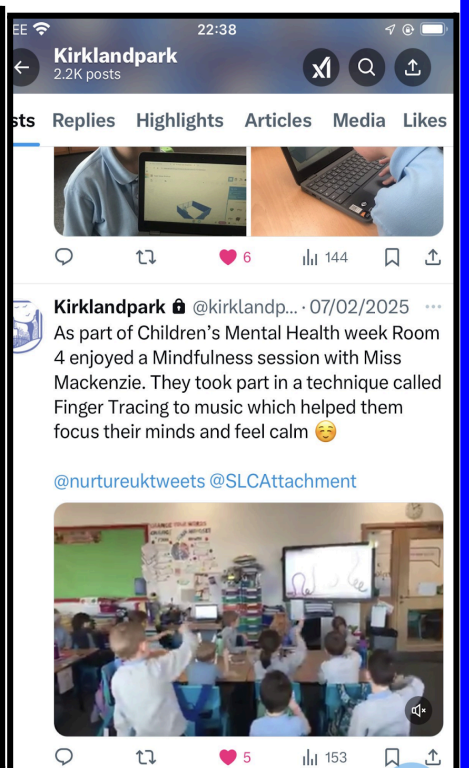 EE 22:38
Kirklandpark
2.2K posts
sts Replies Highlights Articles Media Likes
6 144
Kirklandpark @kirklandp... · 07/02/2025
As part of Children's Mental Health week Room
4 enjoyed a Mindfulness session with Miss
Mackenzie. They took part in a technique called
Finger Tracing to music which helped them
focus their minds and feel calm ☺️
@nurtureuktweets @SLCAttachment
CHANGE YOUR WORDS
5 153